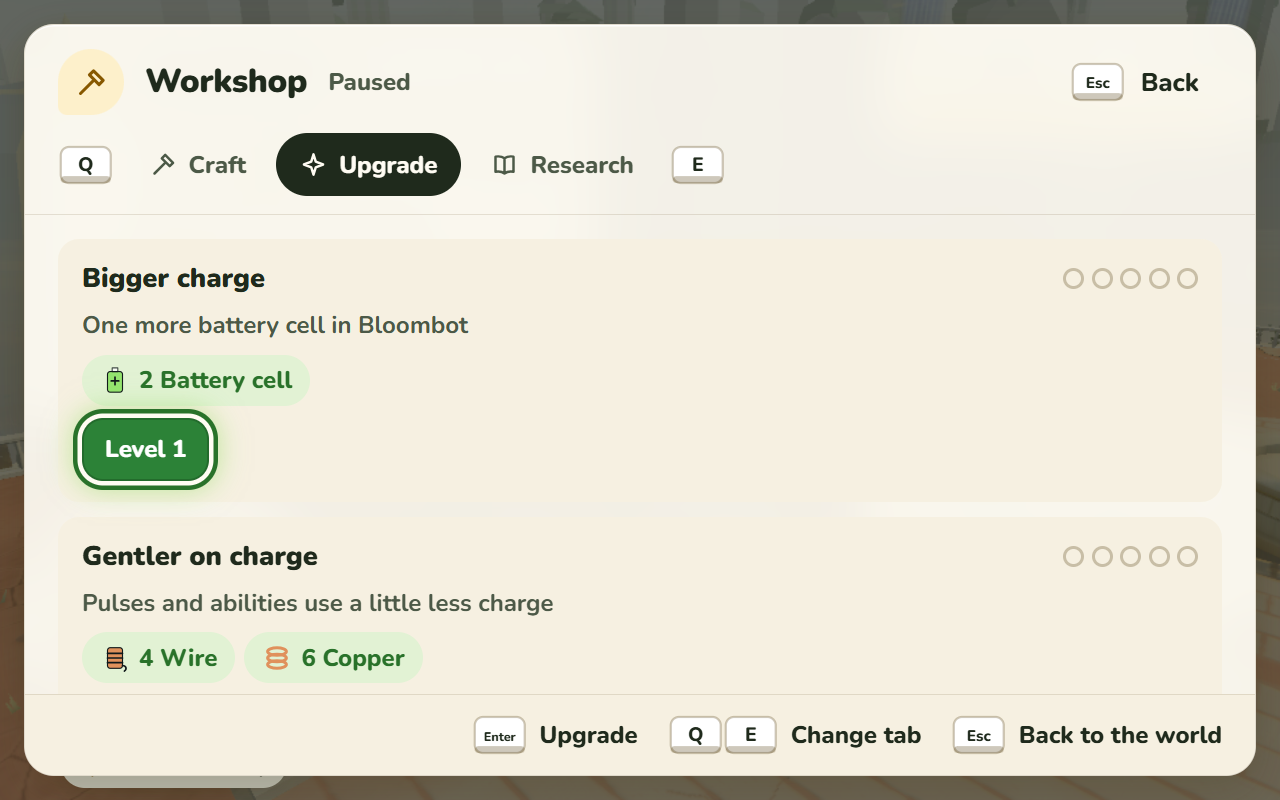 Workshop Paused
Esc Back
Q Craft Upgrade Research E
Bigger charge
One more battery cell in Bloombot
2 Battery cell
Level 1
Gentler on charge
Pulses and abilities use a little less charge
4 Wire 6 Copper
Enter Upgrade Q E Change tab Esc Back to the world